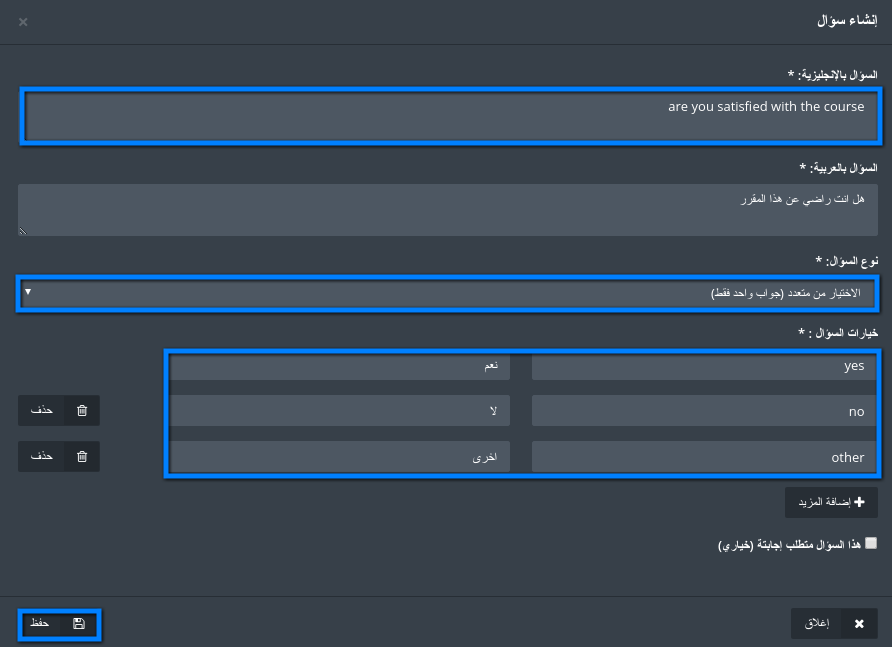 إنشاء سؤال ×
السؤال بالإنجليزية: *
are you satisfied with the course
السؤال بالعربية: *
هل انت راضي عن هذا المقرر
نوع السؤال: *
الاختيار من متعدد (جواب واحد فقط)
خيارات السؤال : *
yes نعم
no لا حذف
other اخرى حذف
إضافة المزيد
هذا السؤال متطلب إجابتة (خياري)
إغلاق حفظ